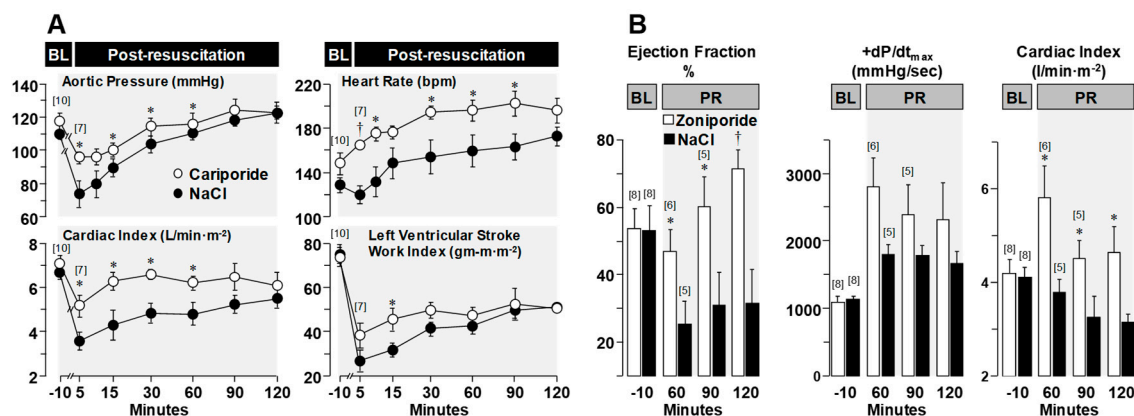 A
BL Post-resuscitation
Aortic Pressure (mmHg)
140
120
100
80
60
[10]
[7]
*
*
*
*
Cariporide
NaCl
BL Post-resuscitation
Heart Rate (bpm)
220
180
140
100
[10]
[7]
†
*
*
*
*
Cardiac Index (L/min·m-2)
8
6
4
2
[10]
[7]
*
*
*
*
-10 5 15 30 60 90 120
Minutes
Left Ventricular Stroke
Work Index (gm-m·m-2)
120
80
40
0
[10]
[7]
*
-10 5 15 30 60 90 120
Minutes
B
Ejection Fraction
%
BL PR
Zoniporide
NaCl
80
60
40
20
[8] [8]
[6]
*
[5]
[5]
*
†
-10 60 90 120
Minutes
+dP/dtmax
(mmHg/sec)
BL PR
3500
2750
2000
1000
[8] [8]
[6]
[5]
[5]
-10 60 90 120
Minutes
Cardiac Index
(l/min·m-2)
BL PR
6
4
2
[8]
[8]
[6]
*
[5]
[5]
*
*
-10 60 90 120
Minutes